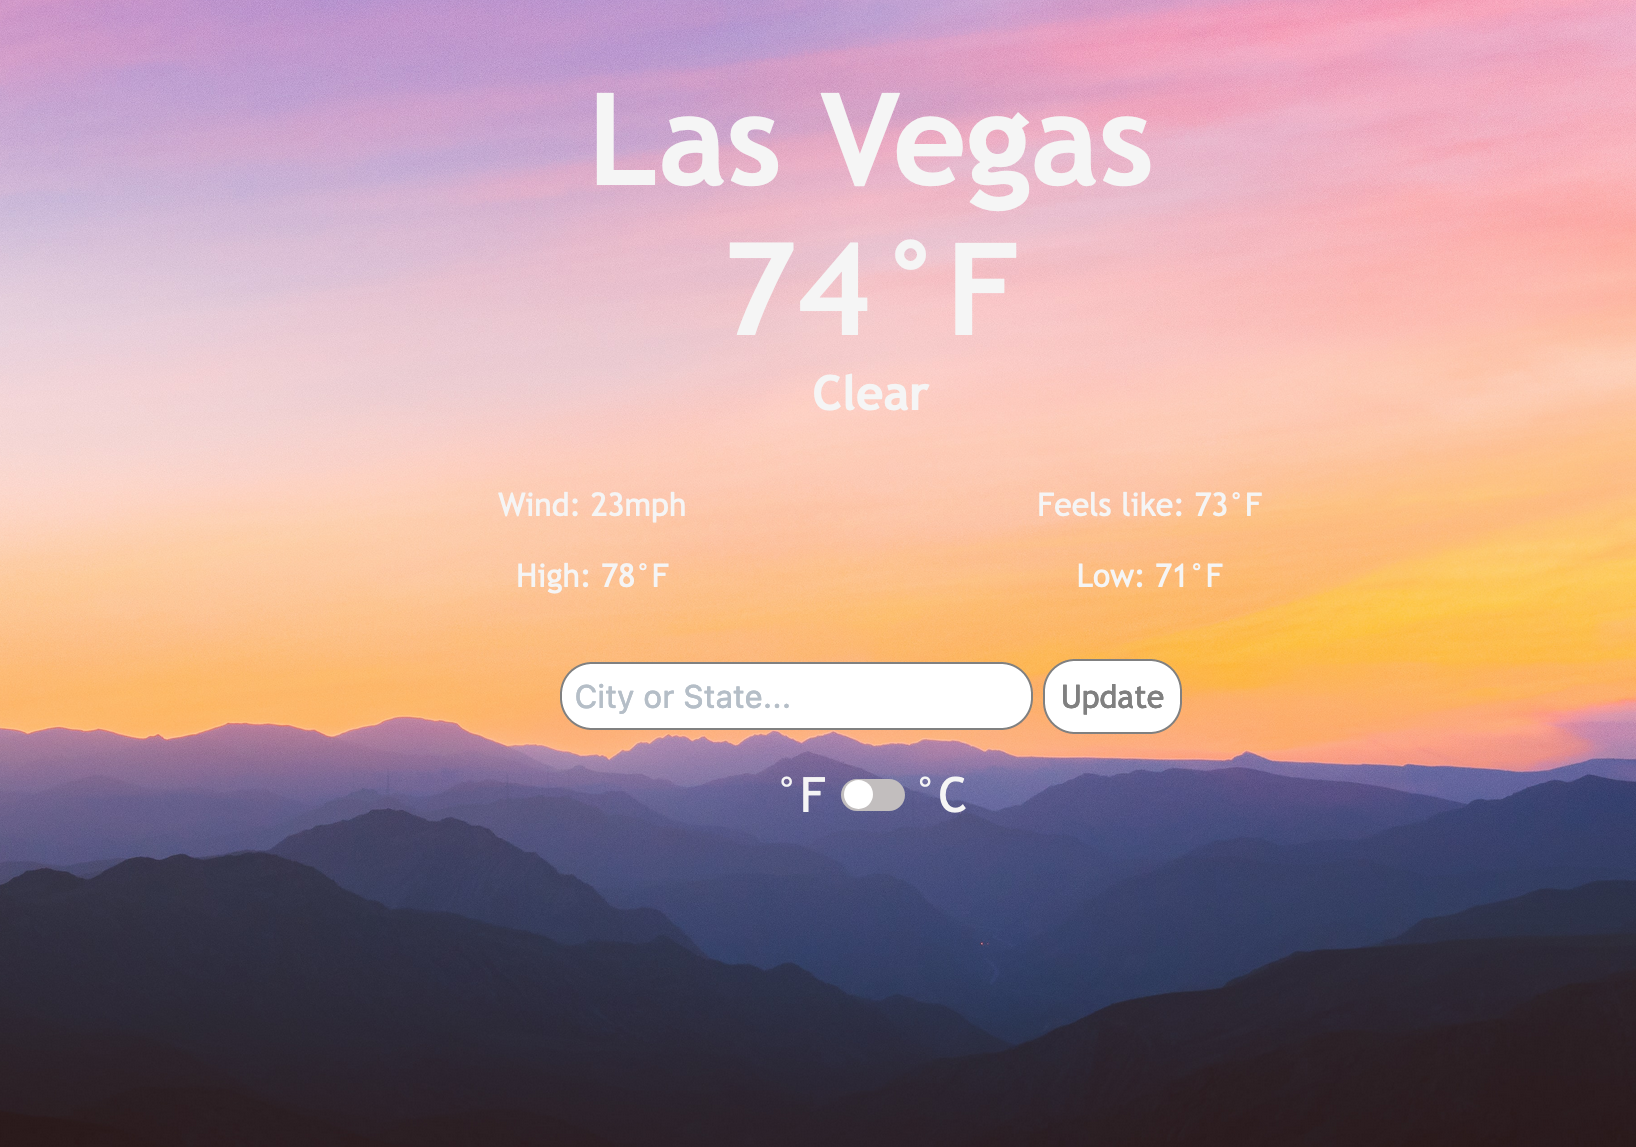 Las Vegas
74°F
Clear
Wind: 23mph
Feels like: 73°F
High: 78°F
Low: 71°F
City or State...
Update
°F °C